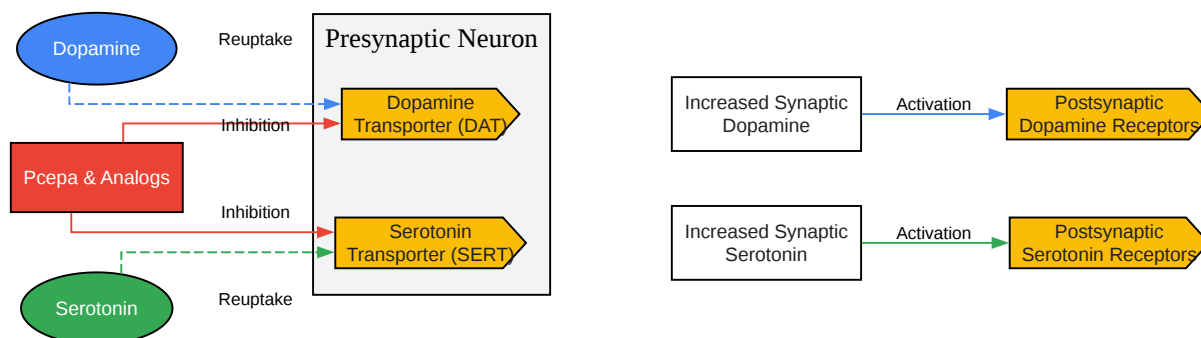 Dopamine
Reuptake
Presynaptic Neuron
Dopamine
Transporter (DAT)
Inhibition
Pcepa & Analogs
Inhibition
Serotonin
Transporter (SERT)
Reuptake
Serotonin
Increased Synaptic
Dopamine
Activation
Postsynaptic
Dopamine Receptors
Increased Synaptic
Serotonin
Activation
Postsynaptic
Serotonin Receptors